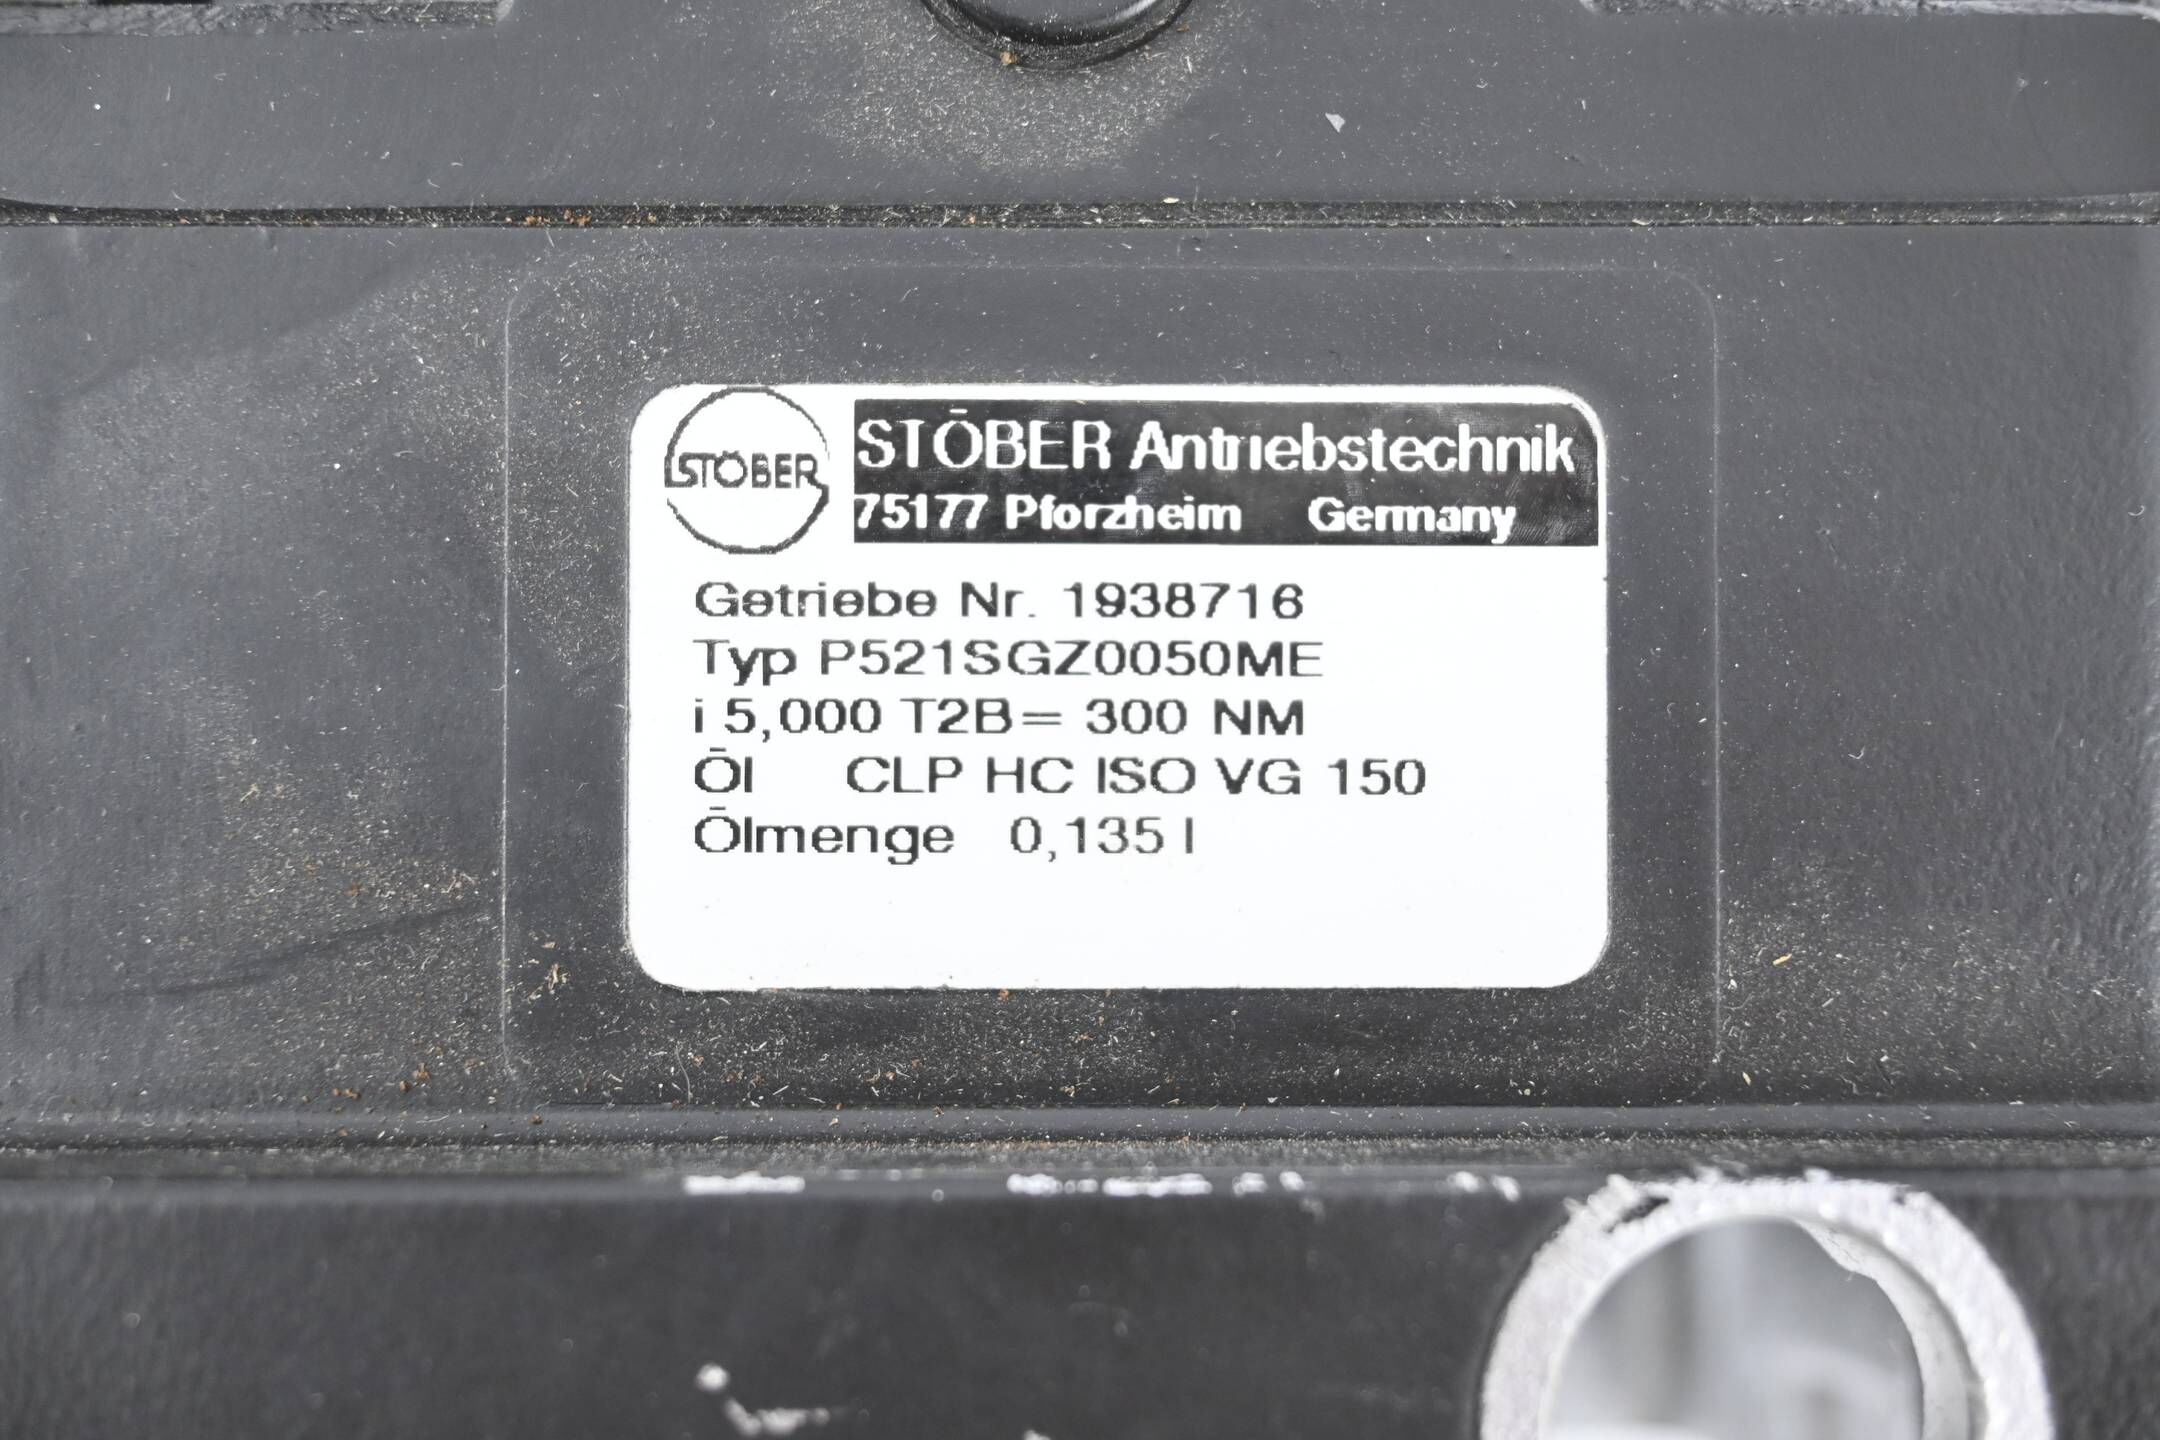 STÖBER
STÖBER Antriebstechnik
75177 Pforzheim Germany
Getriebe Nr. 1938716
Typ P521SGZ0050ME
i 5,000 T2B= 300 NM
Öl CLP HC ISO VG 150
Ölmenge 0,135 l